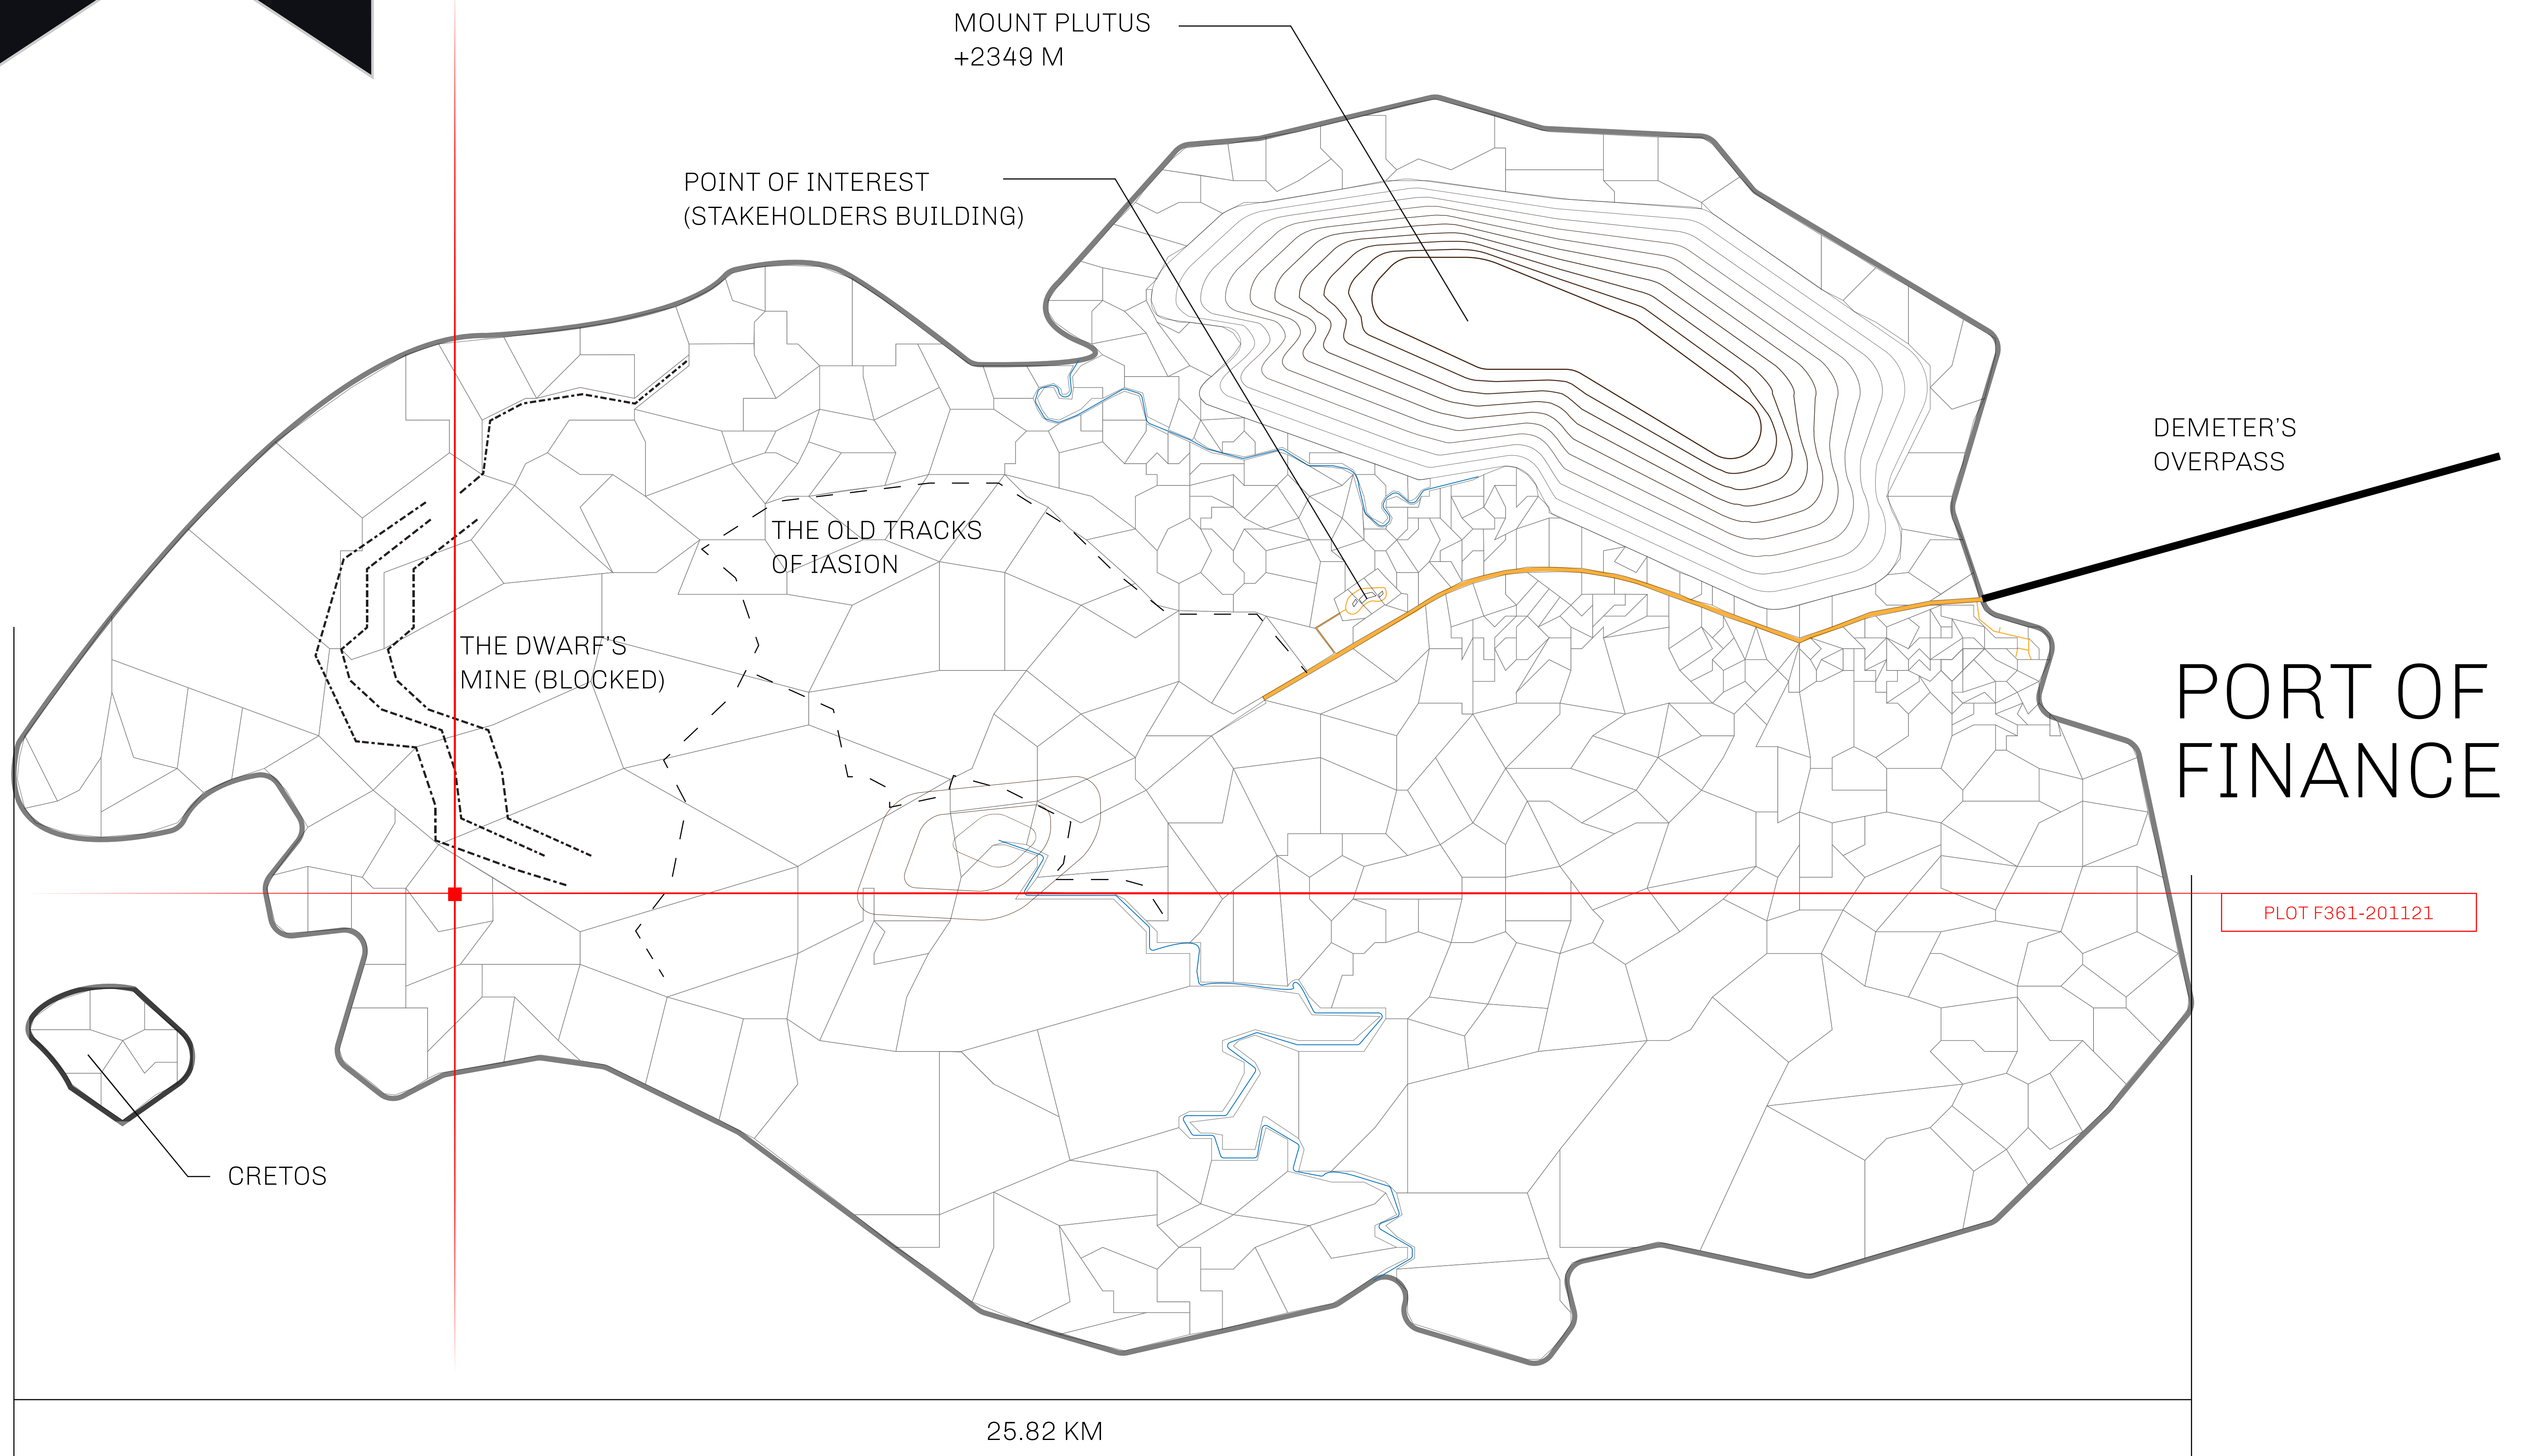 MOUNT PLUTUS
+2349 M
POINT OF INTEREST
(STAKEHOLDERS BUILDING)
DEMETER'S
OVERPASS
THE OLD TRACKS
OF IASION
THE DWARF'S
MINE (BLOCKED)
PORT OF
FINANCE
PLOT F361-201121
CRETOS
25.82 KM